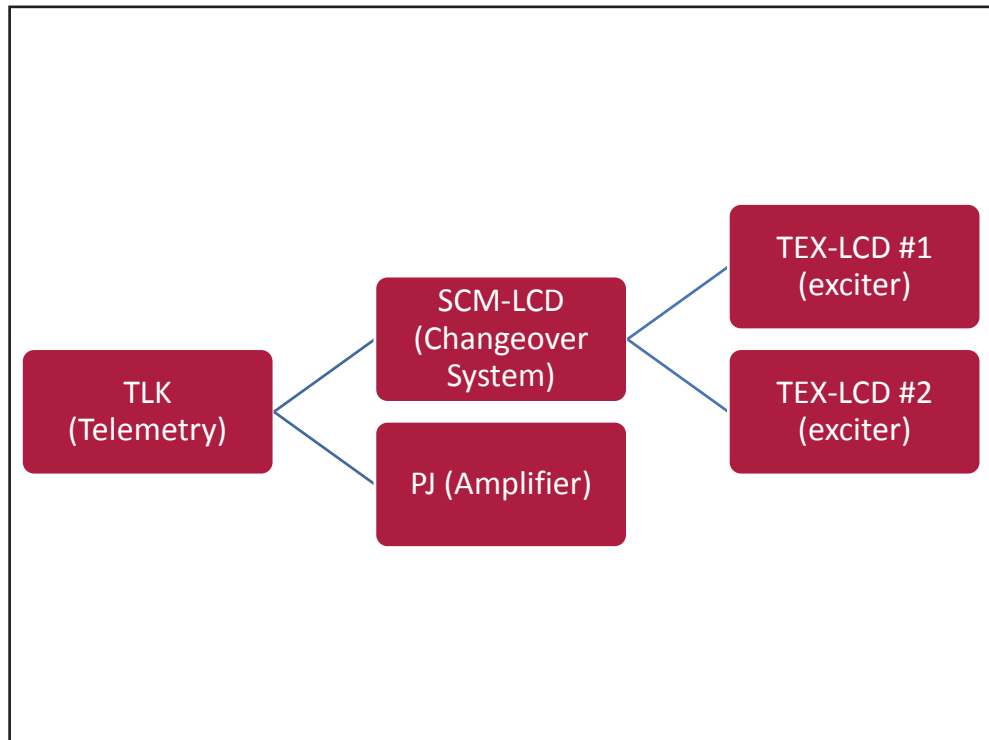 TLK
(Telemetry)
SCM-LCD
(Changeover
System)
PJ (Amplifier)
TEX-LCD #1
(exciter)
TEX-LCD #2
(exciter)